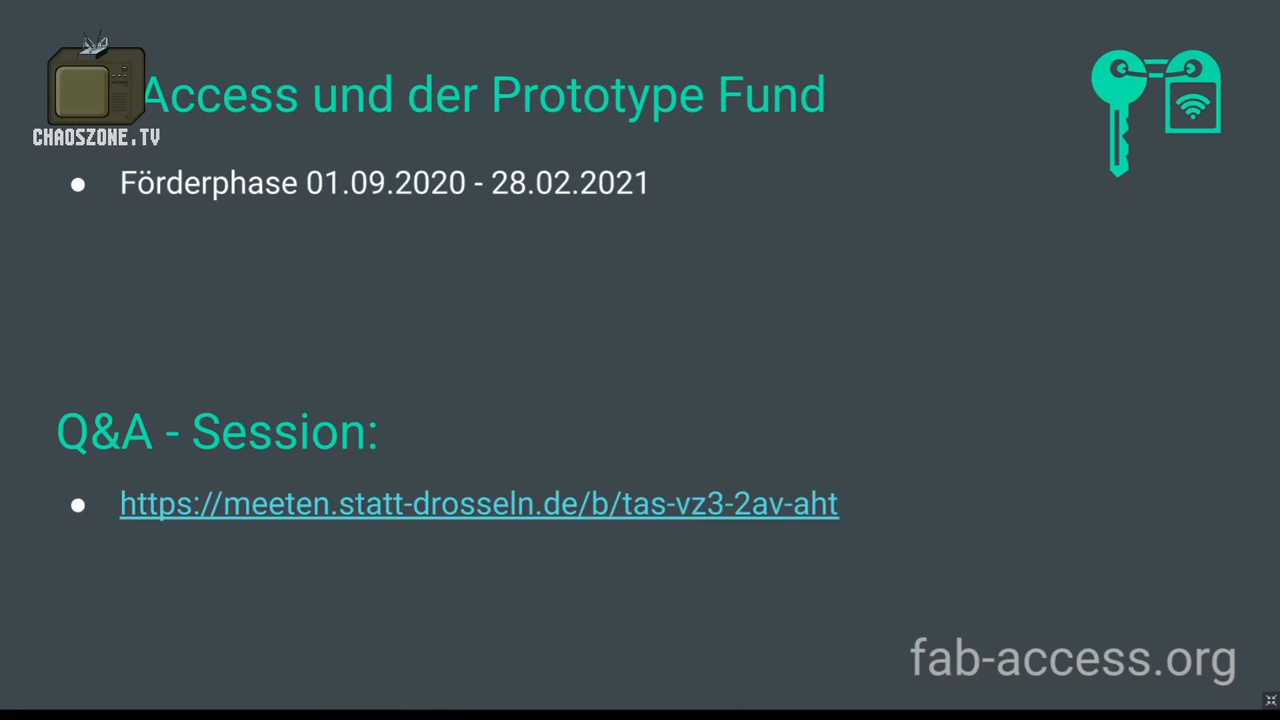 CHAOSZONE.TV
Access und der Prototype Fund
Förderphase 01.09.2020 - 28.02.2021
Q&A - Session:
https://meeten.statt-drosseln.de/b/tas-vz3-2av-aht
fab-access.org